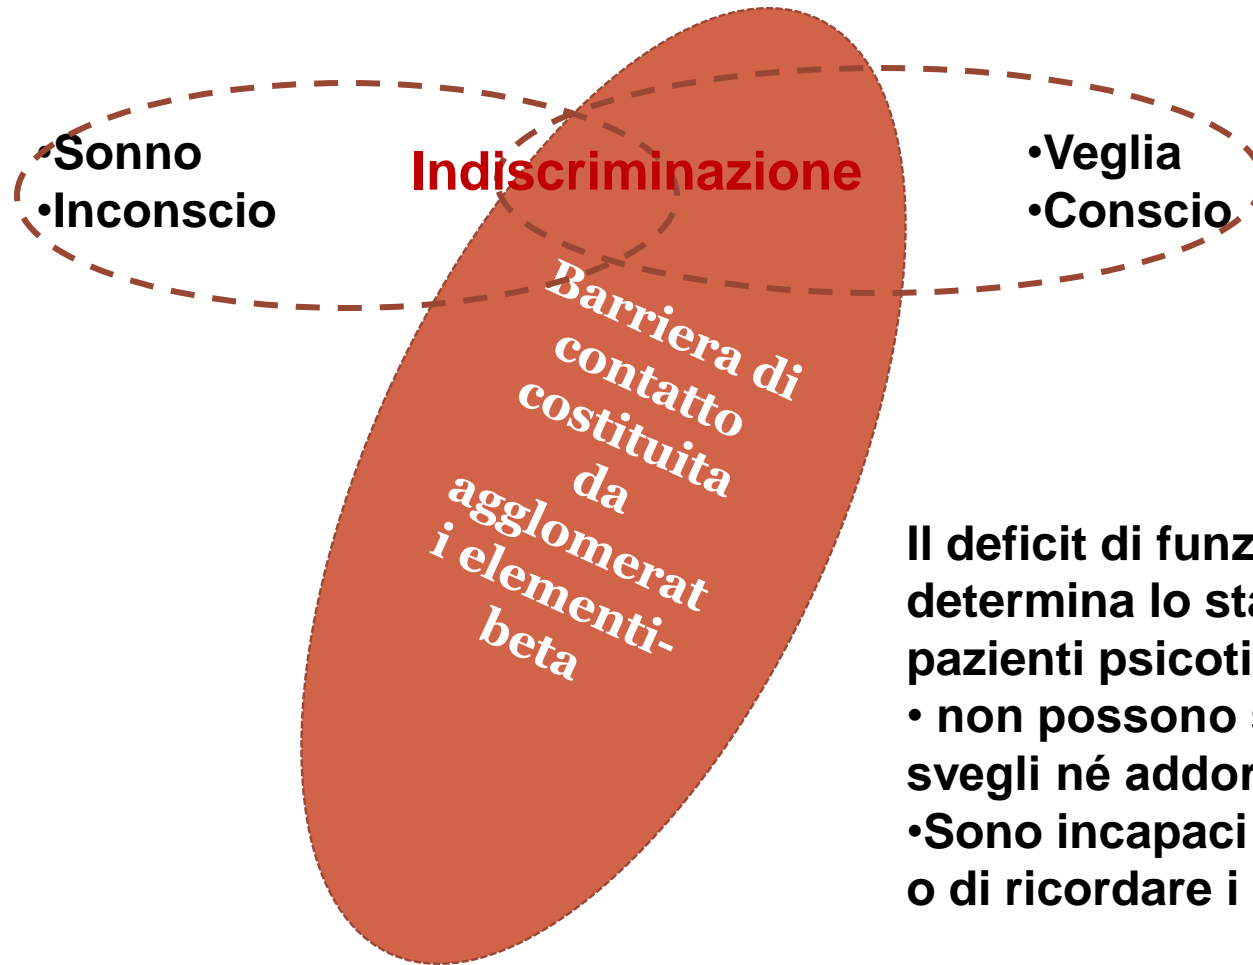 •Sonno
•Inconscio
Indiscriminazione
•Veglia
•Conscio
Barriera di
contatto
costituita
da
agglomerat
i elementi-
beta
Il deficit di funz
determina lo sta
pazienti psicoti
• non possono s
svegli né addor
•Sono incapaci
o di ricordare i